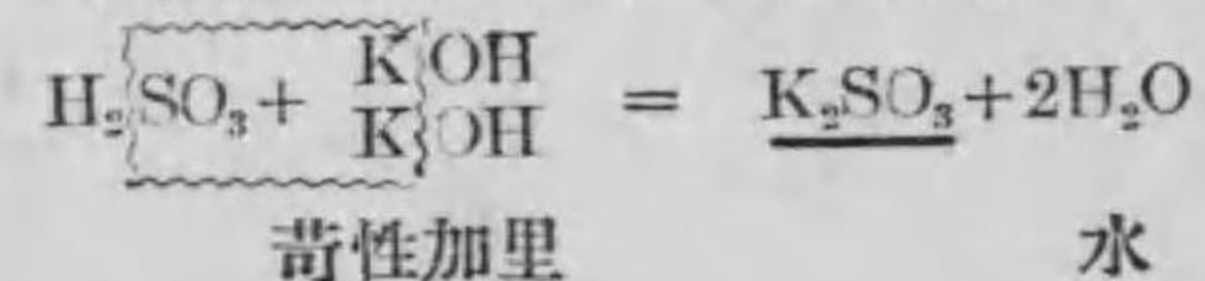 H₂SO₃ + KOH KOH = K₂SO₃ + 2H₂O
苛性加里 水